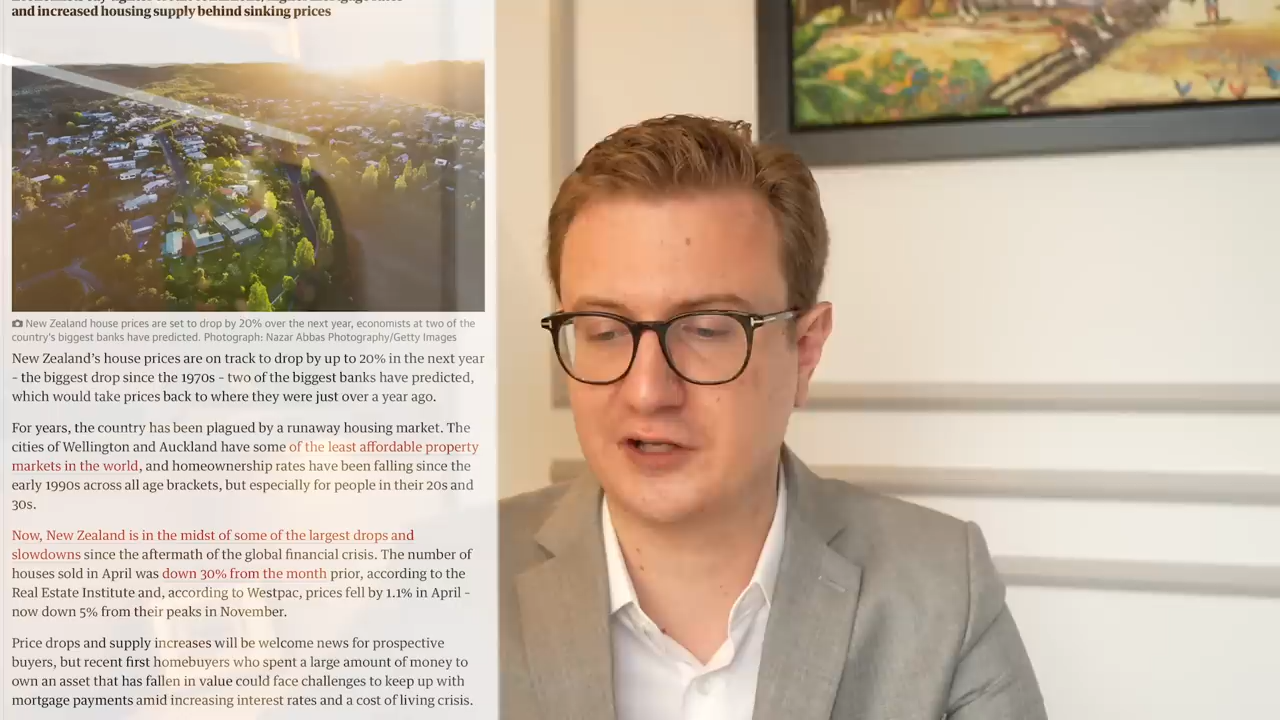 and increased housing supply behind sinking prices
New Zealand house prices are set to drop by 20% over the next year, economists at two of the
country's biggest banks have predicted. Photograph: Nazar Abbas Photography/Getty Images
New Zealand's house prices are on track to drop by up to 20% in the next year
– the biggest drop since the 1970s – two of the biggest banks have predicted,
which would take prices back to where they were just over a year ago.
For years, the country has been plagued by a runaway housing market. The
cities of Wellington and Auckland have some of the least affordable property
markets in the world, and homeownership rates have been falling since the
early 1990s across all age brackets, but especially for people in their 20s and
30s.
Now, New Zealand is in the midst of some of the largest drops and
slowdowns since the aftermath of the global financial crisis. The number of
houses sold in April was down 30% from the month prior, according to the
Real Estate Institute and, according to Westpac, prices fell by 1.1% in April –
now down 5% from their peaks in November.
Price drops and supply increases will be welcome news for prospective
buyers, but recent first homebuyers who spent a large amount of money to
own an asset that has fallen in value could face challenges to keep up with
mortgage payments amid increasing interest rates and a cost of living crisis.